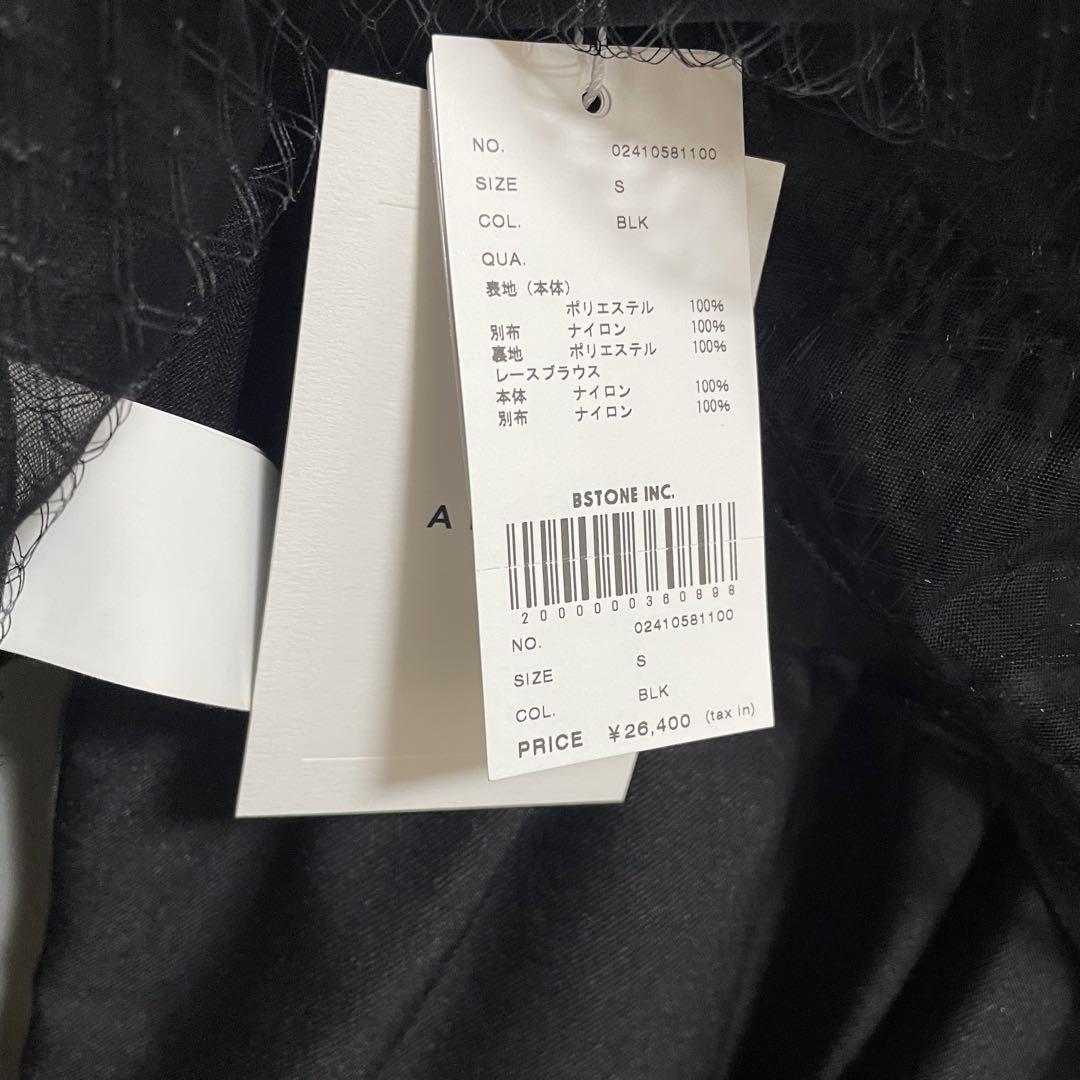 NO. 02410581100
SIZE S
COL. BLK
QUA.
表地（本体）
ポリエステル 100%
別布 ナイロン 100%
裏地 ポリエステル 100%
レースブラウス
本体 ナイロン 100%
別布 ナイロン 100%
BSTONE INC.
2000000360898
NO. 02410581100
SIZE S
COL. BLK
PRICE ¥26,400 (tax in)